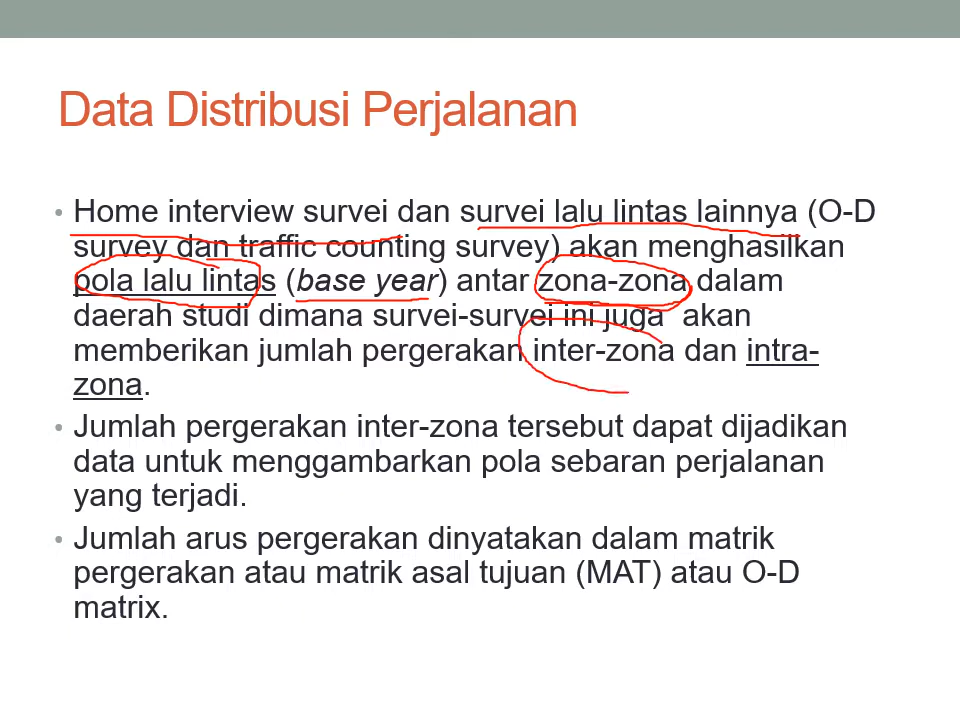 Data Distribusi Perjalanan
• Home interview survei dan survei lalu lintas lainnya (O-D
survey dan traffic counting survey) akan menghasilkan
pola lalu lintas (base year) antar zona-zona dalam
daerah studi dimana survei-survei ini juga akan
memberikan jumlah pergerakan inter-zona dan intra-
zona.
• Jumlah pergerakan inter-zona tersebut dapat dijadikan
data untuk menggambarkan pola sebaran perjalanan
yang terjadi.
• Jumlah arus pergerakan dinyatakan dalam matrik
pergerakan atau matrik asal tujuan (MAT) atau O-D
matrix.